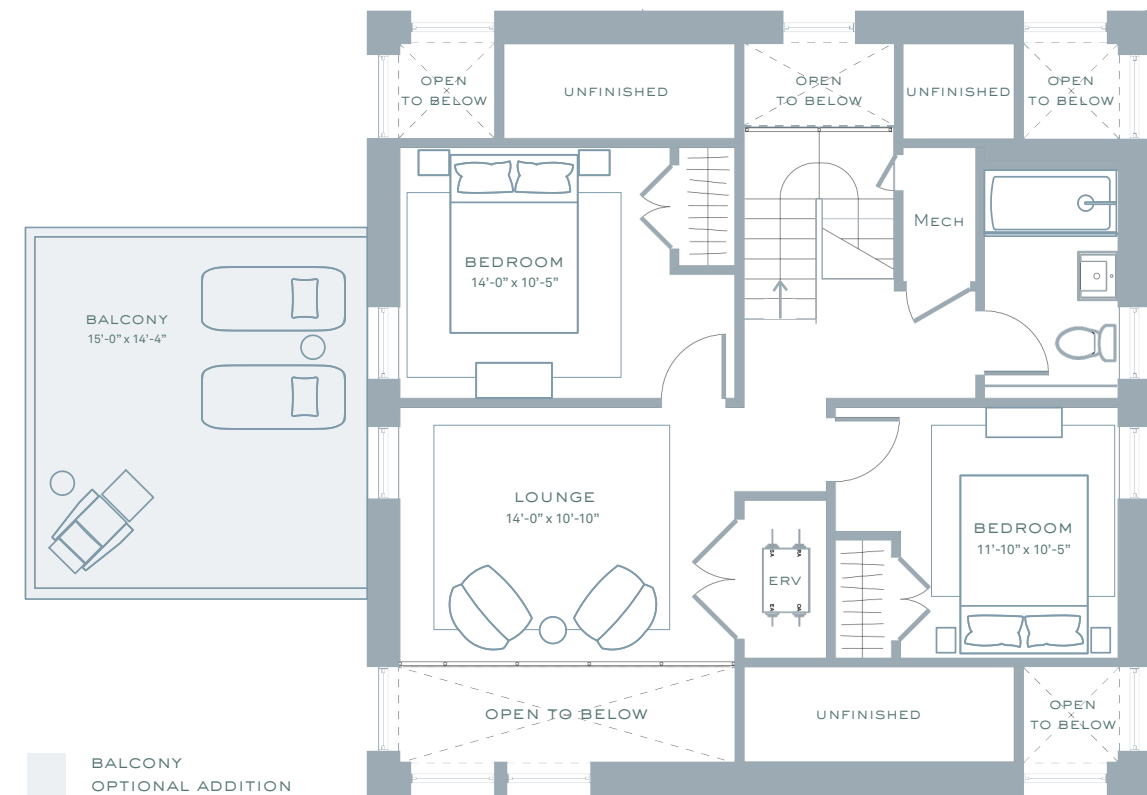 OPEN
TO BELOW
UNFINISHED
OPEN
TO BELOW
UNFINISHED
OPEN
TO BELOW
MECH
BEDROOM
14'-0" x 10'-5"
BALCONY
15'-0" x 14'-4"
LOUNGE
14'-0" x 10'-10"
BEDROOM
11'-10" x 10'-5"
ERV
OPEN TO BELOW
UNFINISHED
OPEN
TO BELOW
BALCONY
OPTIONAL ADDITION